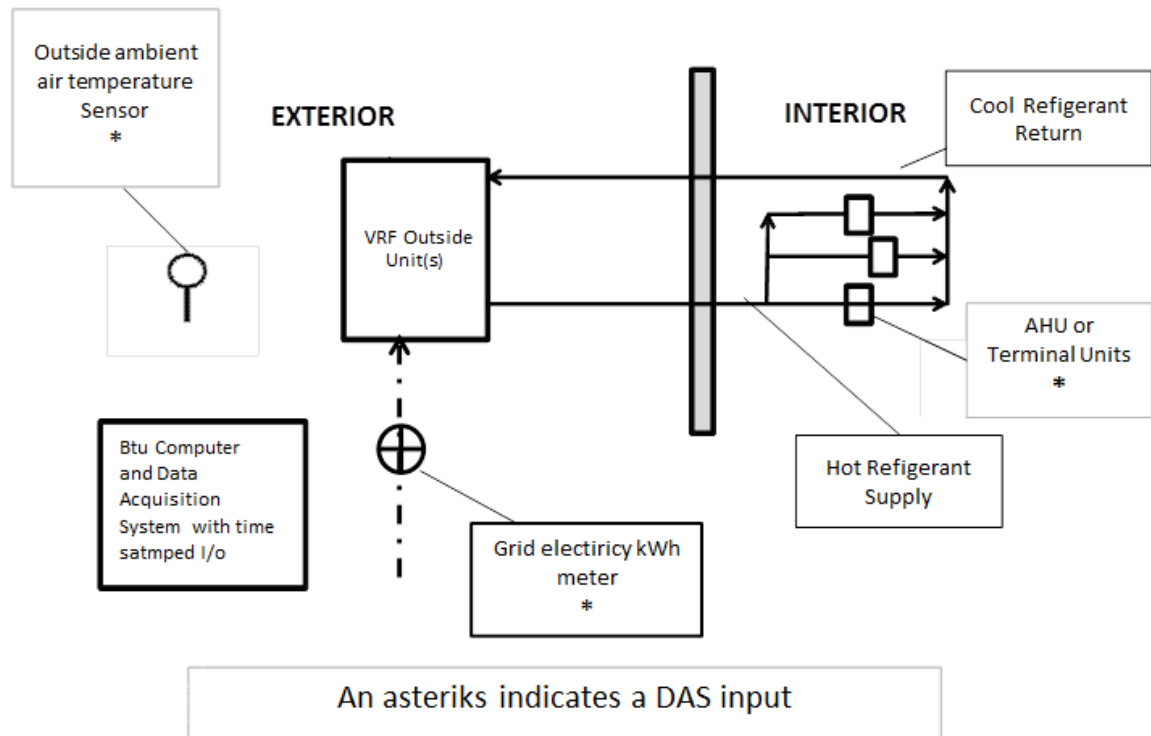 Outside ambient
air temperature
Sensor
*
EXTERIOR
INTERIOR
Cool Refigerant
Return
VRF Outside
Unit(s)
AHU or
Terminal Units
*
Hot Refigerant
Supply
Btu Computer
and Data
Acquisition
System with time
satmped I/o
Grid electiricy kWh
meter
*
An asteriks indicates a DAS input